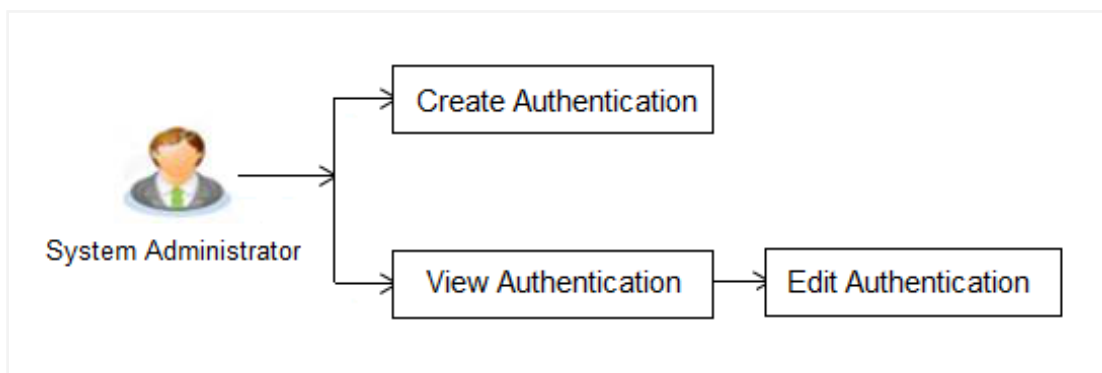 Create Authentication
System Administrator
View Authentication
Edit Authentication